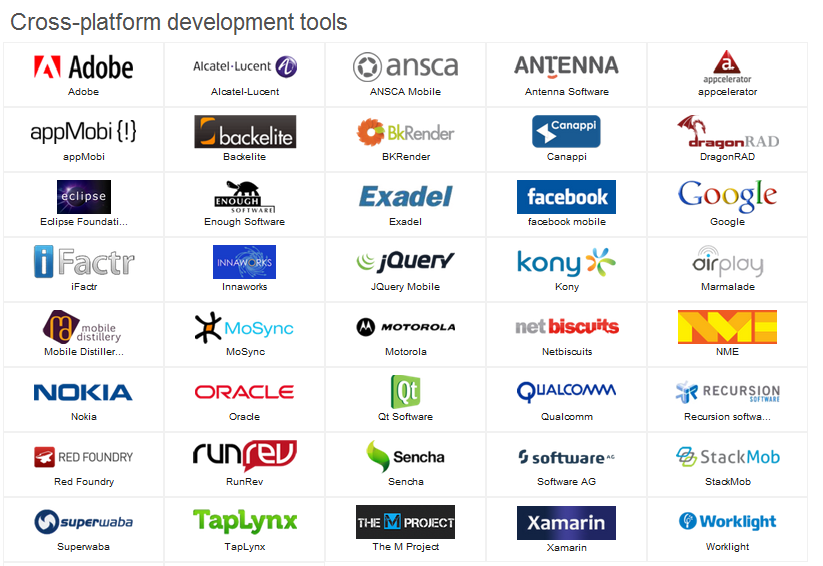 Cross-platform development tools
Adobe Alcatel·Lucent ansca ANTENNA appcelerator
Adobe Alcatel-Lucent ANSCA Mobile Antenna Software appcelerator
appMobi {!} backelite BkRender Canappi dragonRAD
appMobi Backelite BKRender Canappi DragonRAD
eclipse ENOUGH SOFTWARE Exadel facebook Google
Eclipse Foundati... Enough Software Exadel facebook mobile Google
iFactr INNAWORKS jQuery kony airplay
iFactr Innaworks JQuery Mobile Kony Marmalade
mobile distillery MoSync MOTOROLA netbiscuits NME
Mobile Distiller... MoSync Motorola Netbiscuits NME
NOKIA ORACLE Qt QUALCOMM RECURSION SOFTWARE
Nokia Oracle Qt Software Qualcomm Recursion softwa...
RED FOUNDRY runrev Sencha software AG StackMob
Red Foundry RunRev Sencha Software AG StackMob
superwaba TapLynx THE M PROJECT Xamarin Worklight
Superwaba TapLynx The M Project Xamarin Worklight